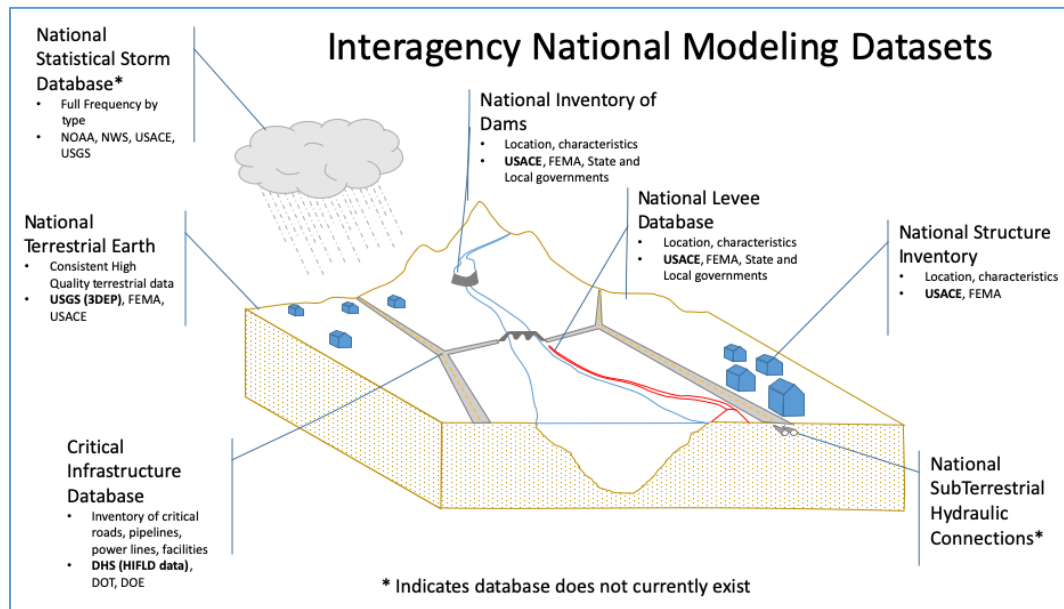 Interagency National Modeling Datasets
National
Statistical Storm
Database*
• Full Frequency by
type
• NOAA, NWS, USACE,
USGS
National Inventory of
Dams
• Location, characteristics
• USACE, FEMA, State and
Local governments
National Levee
Database
• Location, characteristics
• USACE, FEMA, State and
Local governments
National
Terrestrial Earth
• Consistent High
Quality terrestrial data
• USGS (3DEP), FEMA,
USACE
National Structure
Inventory
• Location, characteristics
• USACE, FEMA
Critical
Infrastructure
Database
• Inventory of critical
roads, pipelines,
power lines, facilities
• DHS (HIFLD data),
DOT, DOE
National
SubTerrestrial
Hydraulic
Connections*
* Indicates database does not currently exist